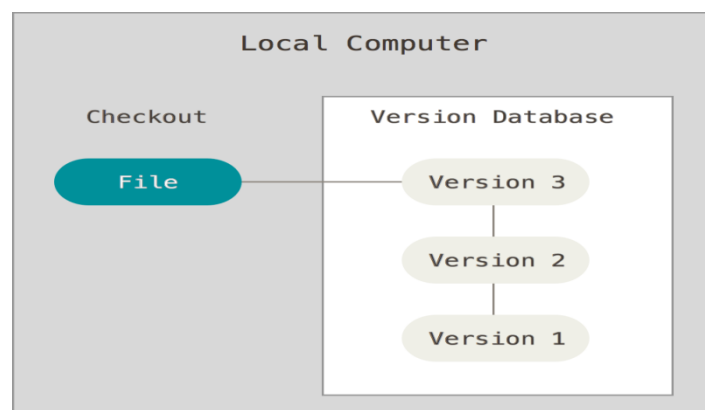 Local Computer
Checkout
Version Database
File
Version 3
Version 2
Version 1